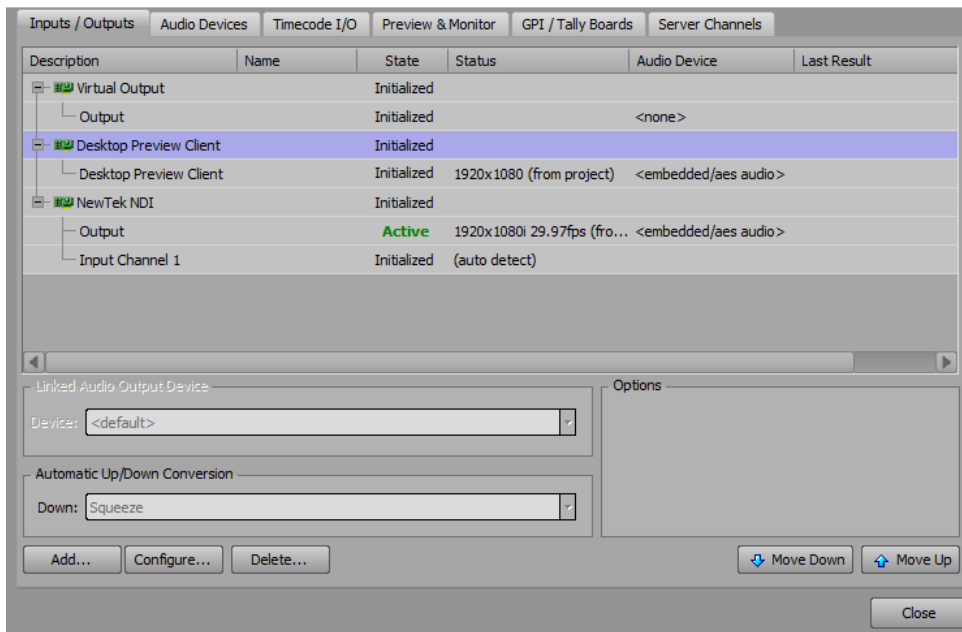 Inputs / Outputs Audio Devices Timecode I/O Preview & Monitor GPI / Tally Boards Server Channels
Description Name State Status Audio Device Last Result
Virtual Output Initialized
Output Initialized <none>
Desktop Preview Client Initialized
Desktop Preview Client Initialized 1920x1080 (from project) <embedded/aes audio>
NewTek NDI Initialized
Output Active 1920x1080i 29.97fps (fro... <embedded/aes audio>
Input Channel 1 Initialized (auto detect)
Linked Audio Output Device Options
Device: <default>
Automatic Up/Down Conversion
Down: Squeeze
Add... Configure... Delete... Move Down Move Up
Close